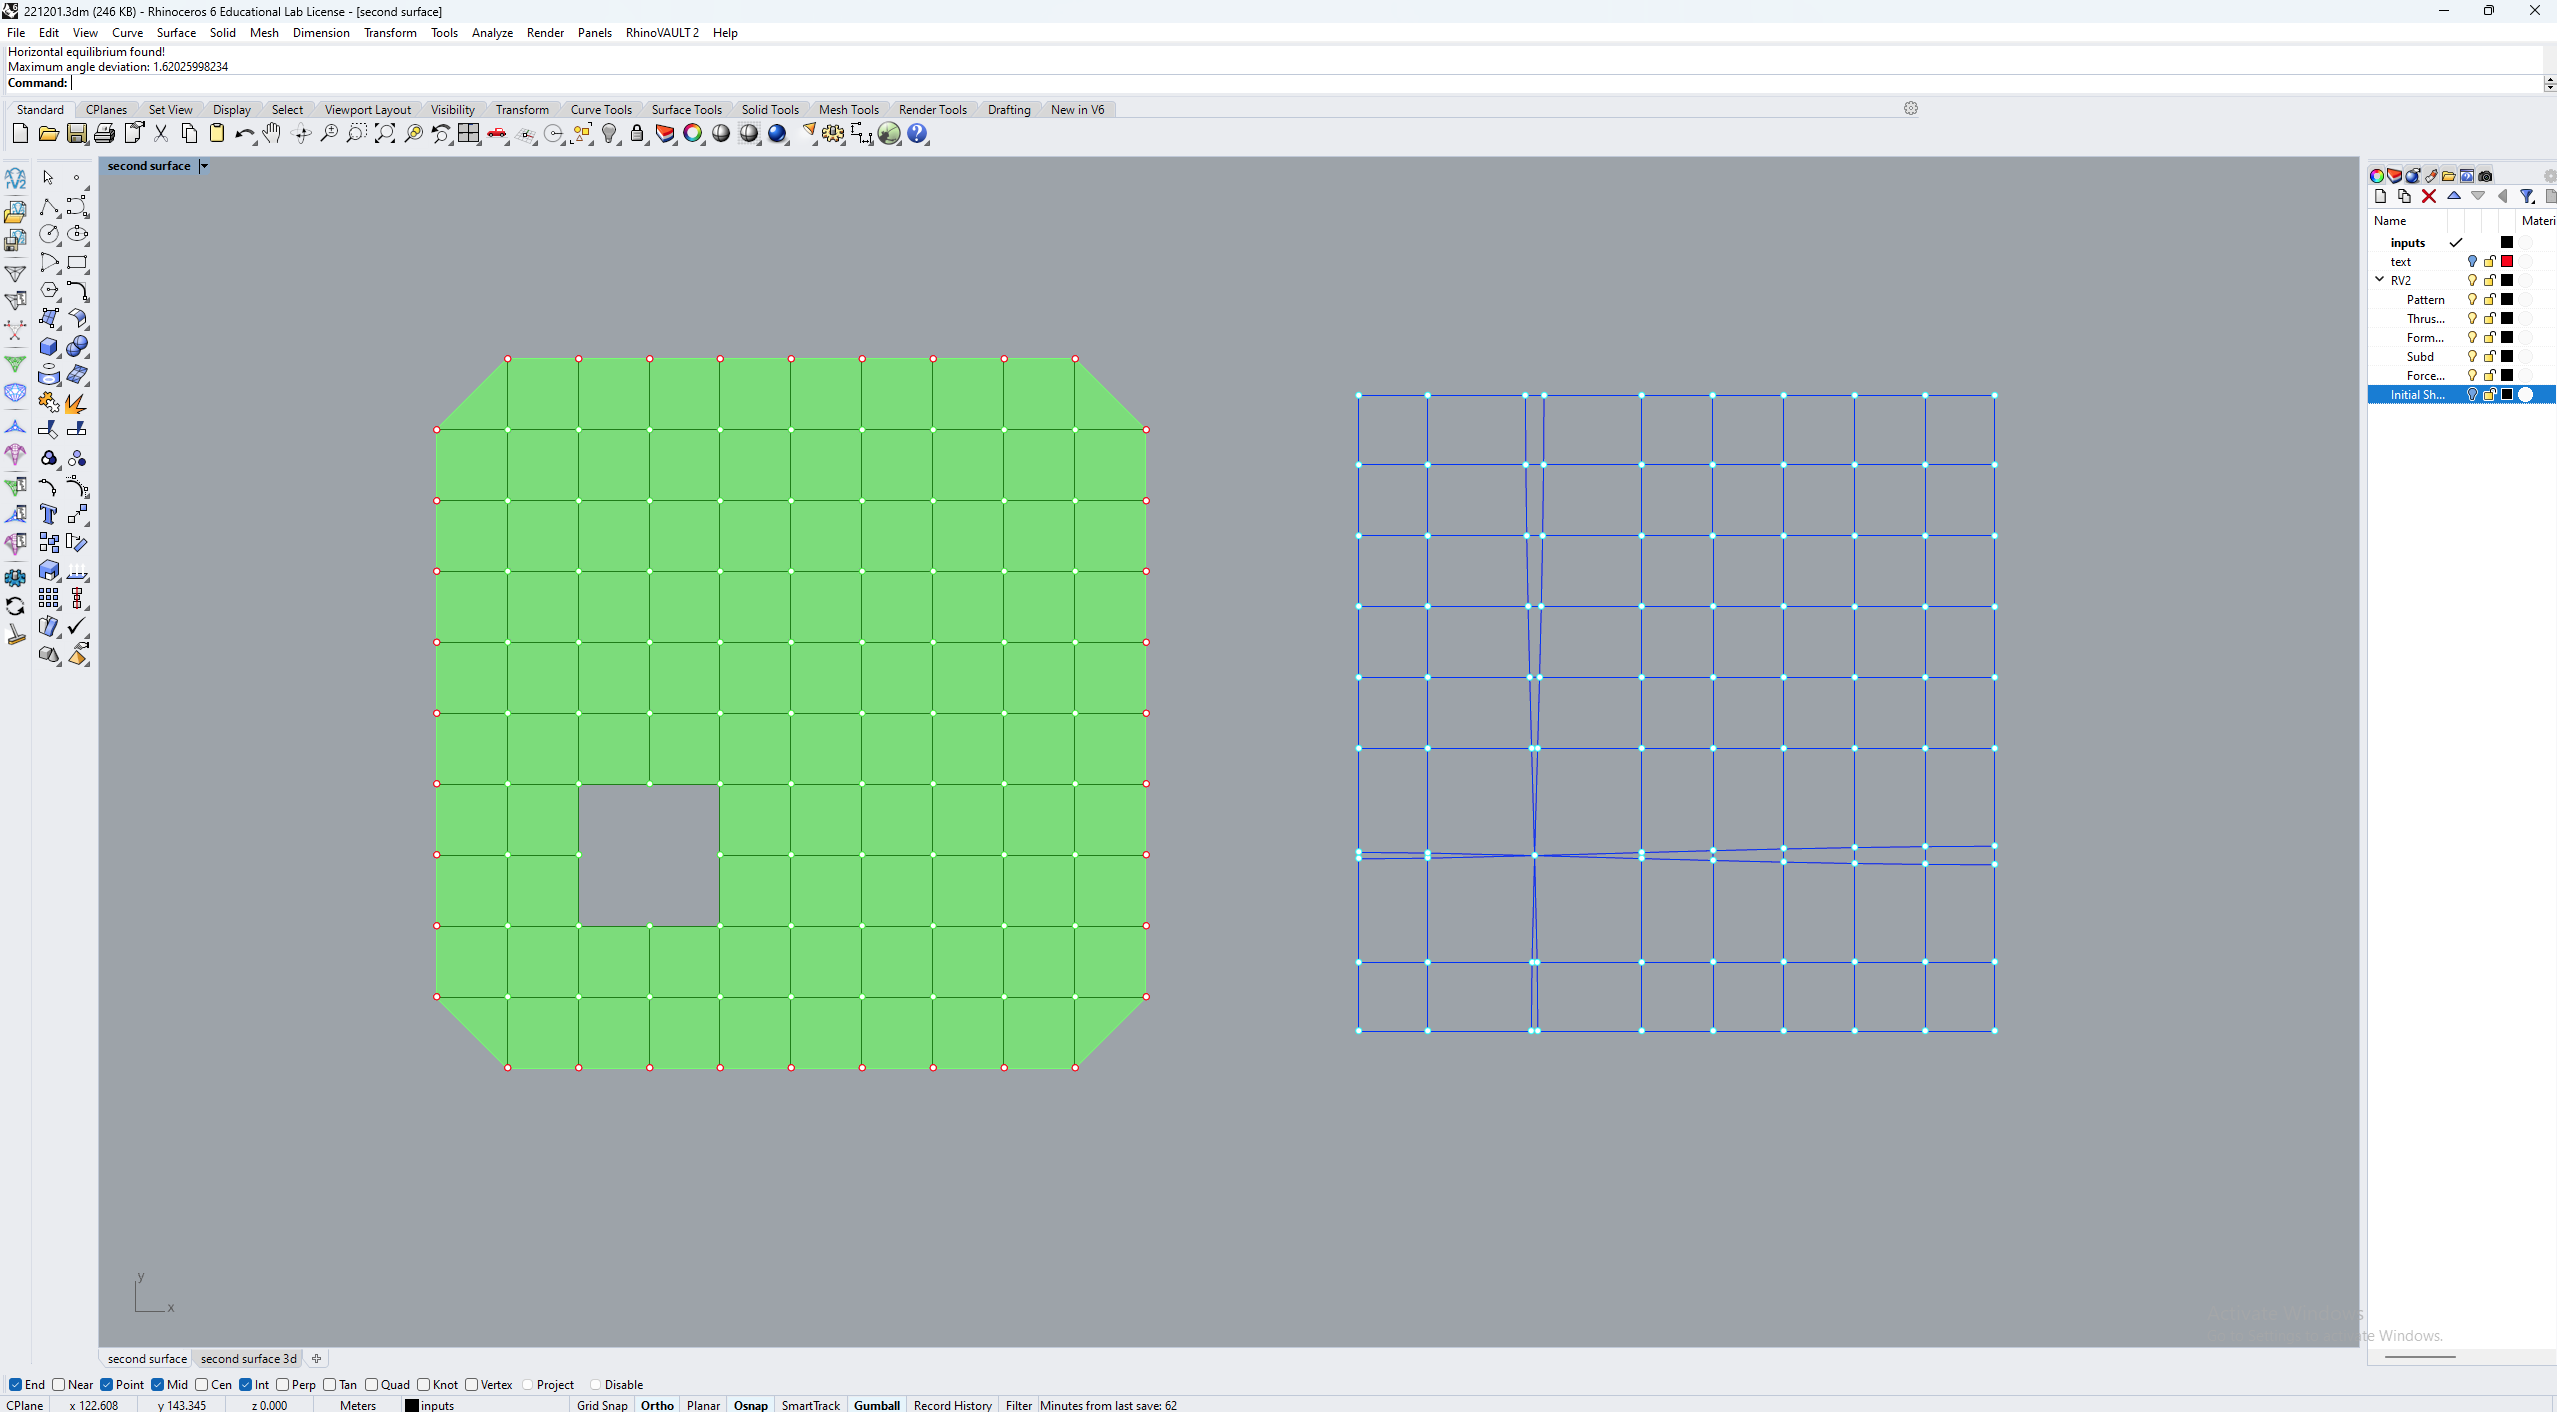 221201.3dm (246 KB) - Rhinoceros 6 Educational Lab License - [second surface]
File Edit View Curve Surface Solid Mesh Dimension Transform Tools Analyze Render Panels RhinoVAULT2 Help
Horizontal equilibrium found!
Maximum angle deviation: 1.62025998234
Command:
Standard CPlanes Set View Display Select Viewport Layout Visibility Transform Curve Tools Surface Tools Solid Tools Mesh Tools Render Tools Drafting New in V6
second surface
Name Materi
inputs
text
RV2
Pattern
Thrus...
Form...
Subd
Force...
Initial Sh...
y
x
Activate Windows
te Windows.
second surface second surface 3d
End Near Point Mid Cen Int Perp Tan Quad Knot Vertex Project Disable
CPlane x 122.608 y 143.345 z 0.000 Meters inputs Grid Snap Ortho Planar Osnap SmartTrack Gumball Record History Filter Minutes from last save: 62